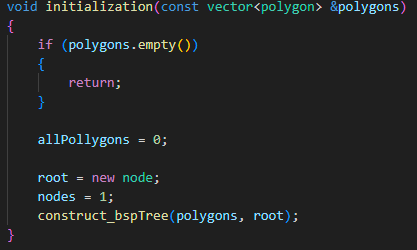 void initialization(const vector<polygon> &polygons)
{
if (polygons.empty())
{
return;
}
allPollygons = 0;
root = new node;
nodes = 1;
construct_bspTree(polygons, root);
}